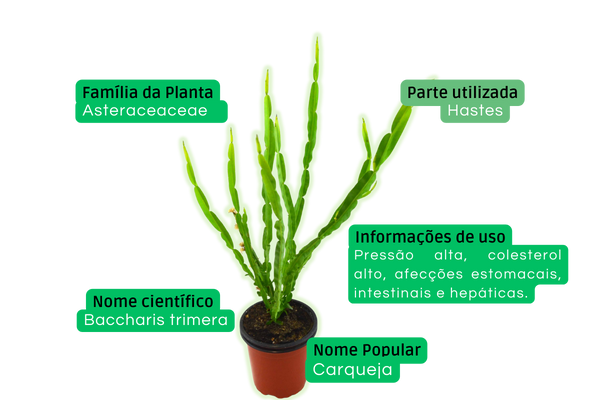 Família da Planta
Asteraceaceae
Parte utilizada
Hastes
Informações de uso
Pressão alta, colesterol
alto, afecções estomacais,
intestinais e hepáticas.
Nome científico
Baccharis trimera
Nome Popular
Carqueja